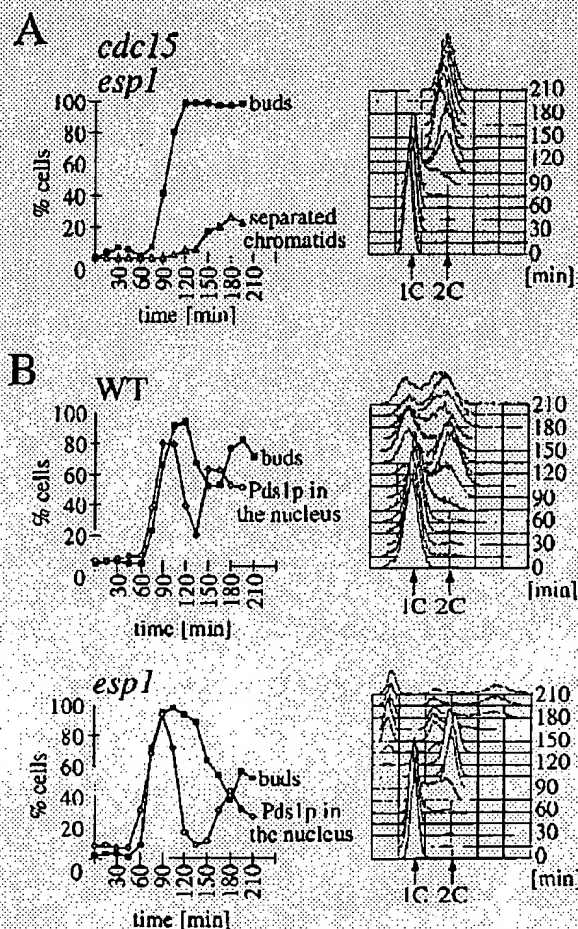 A
cdc15
esp1
% cells
100
80
60
40
20
0
buds
separated
chromatids
30 60 90 120 150 180 210
time [min]
210
180
150
120
90
60
30
0
[min]
1C 2C
B
WT
% cells
100
80
60
40
20
0
buds
Pds1p in
the nucleus
30 60 90 120 150 180 210
time [min]
210
180
150
120
90
60
30
0
[min]
1C 2C
esp1
% cells
100
80
60
40
20
0
buds
Pds1p in
the nucleus
30 60 90 120 150 180 210
time [min]
210
180
150
120
90
60
30
0
[min]
1C 2C